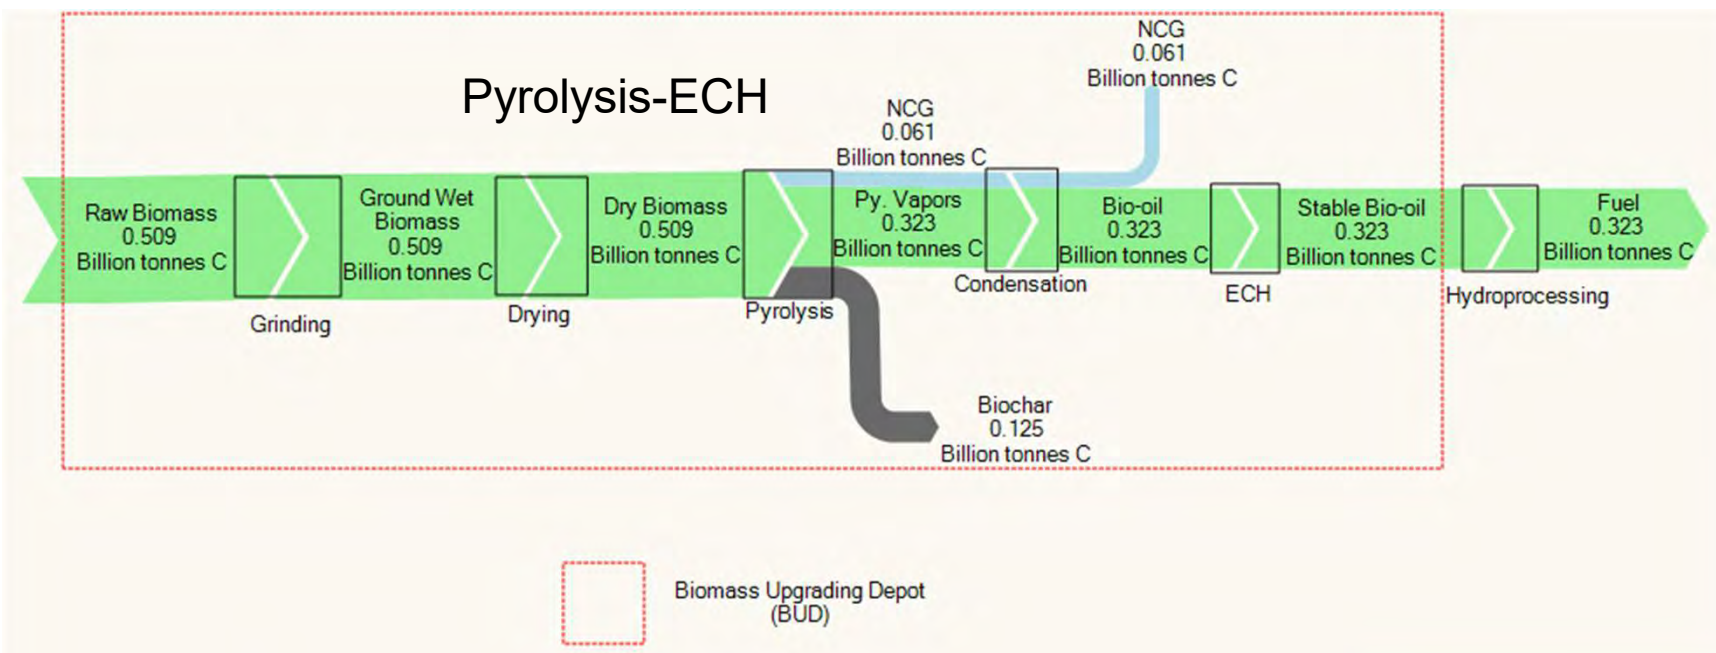 Pyrolysis-ECH
NCG
0.061
Billion tonnes C
NCG
0.061
Billion tonnes C
Raw Biomass
0.509
Billion tonnes C
Grinding
Ground Wet
Biomass
0.509
Billion tonnes C
Drying
Dry Biomass
0.509
Billion tonnes C
Pyrolysis
Py. Vapors
0.323
Billion tonnes C
Condensation
Bio-oil
0.323
Billion tonnes C
ECH
Stable Bio-oil
0.323
Billion tonnes C
Hydroprocessing
Fuel
0.323
Billion tonnes C
Biochar
0.125
Billion tonnes C
Biomass Upgrading Depot
(BUD)